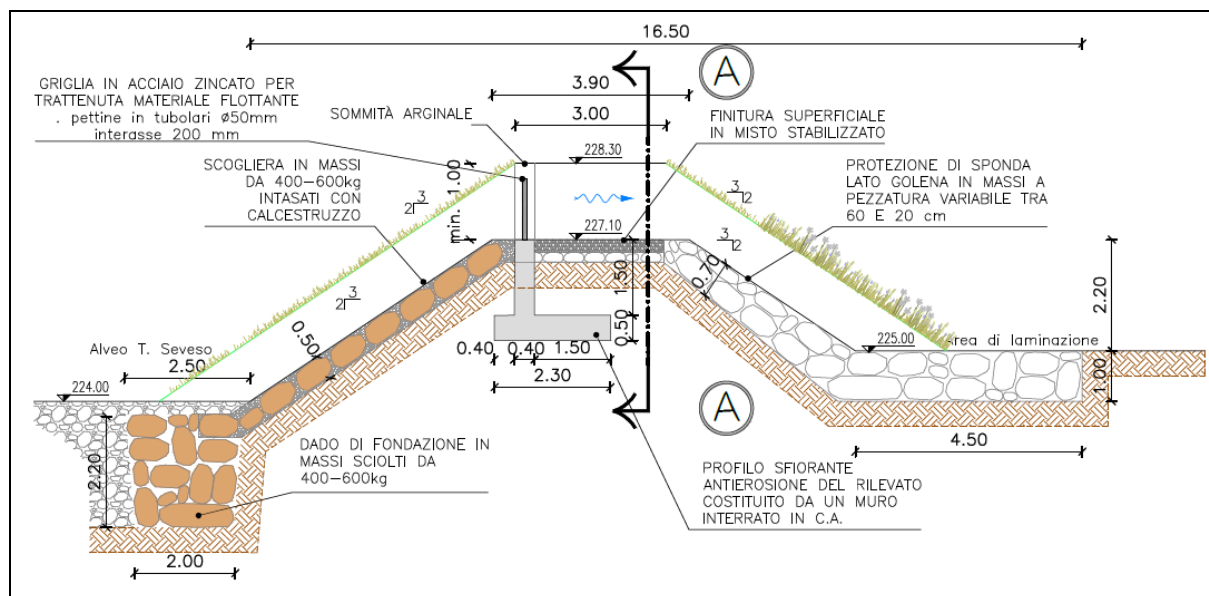 16.50
GRIGLIA IN ACCIAIO ZINCATO PER
TRATTENUTA MATERIALE FLOTTANTE
. pettine in tubolari Ø50mm
interasse 200 mm
SOMMITÀ ARGINALE
3.90
3.00
A
FINITURA SUPERFICIALE
IN MISTO STABILIZZATO
SCOGLIERA IN MASSI
DA 400-600kg
INTASATI CON
CALCESTRUZZO
min. 1.00
228.30
227.10
PROTEZIONE DI SPONDA
LATO GOLENA IN MASSI A
PEZZATURA VARIABILE TRA
60 E 20 cm
3
2
3
2
3
2
3
2
0.70
1.50
0.50
2.20
0.50
Alveo T. Seveso
2.50
224.00
0.40
0.40
1.50
2.30
225.00
rea di laminazione
1.00
A
4.50
2.20
DADO DI FONDAZIONE IN
MASSI SCIOLTI DA
400-600kg
PROFILO SFIORANTE
ANTIEROSIONE DEL RILEVATO
COSTITUITO DA UN MURO
INTERRATO IN C.A.
2.00